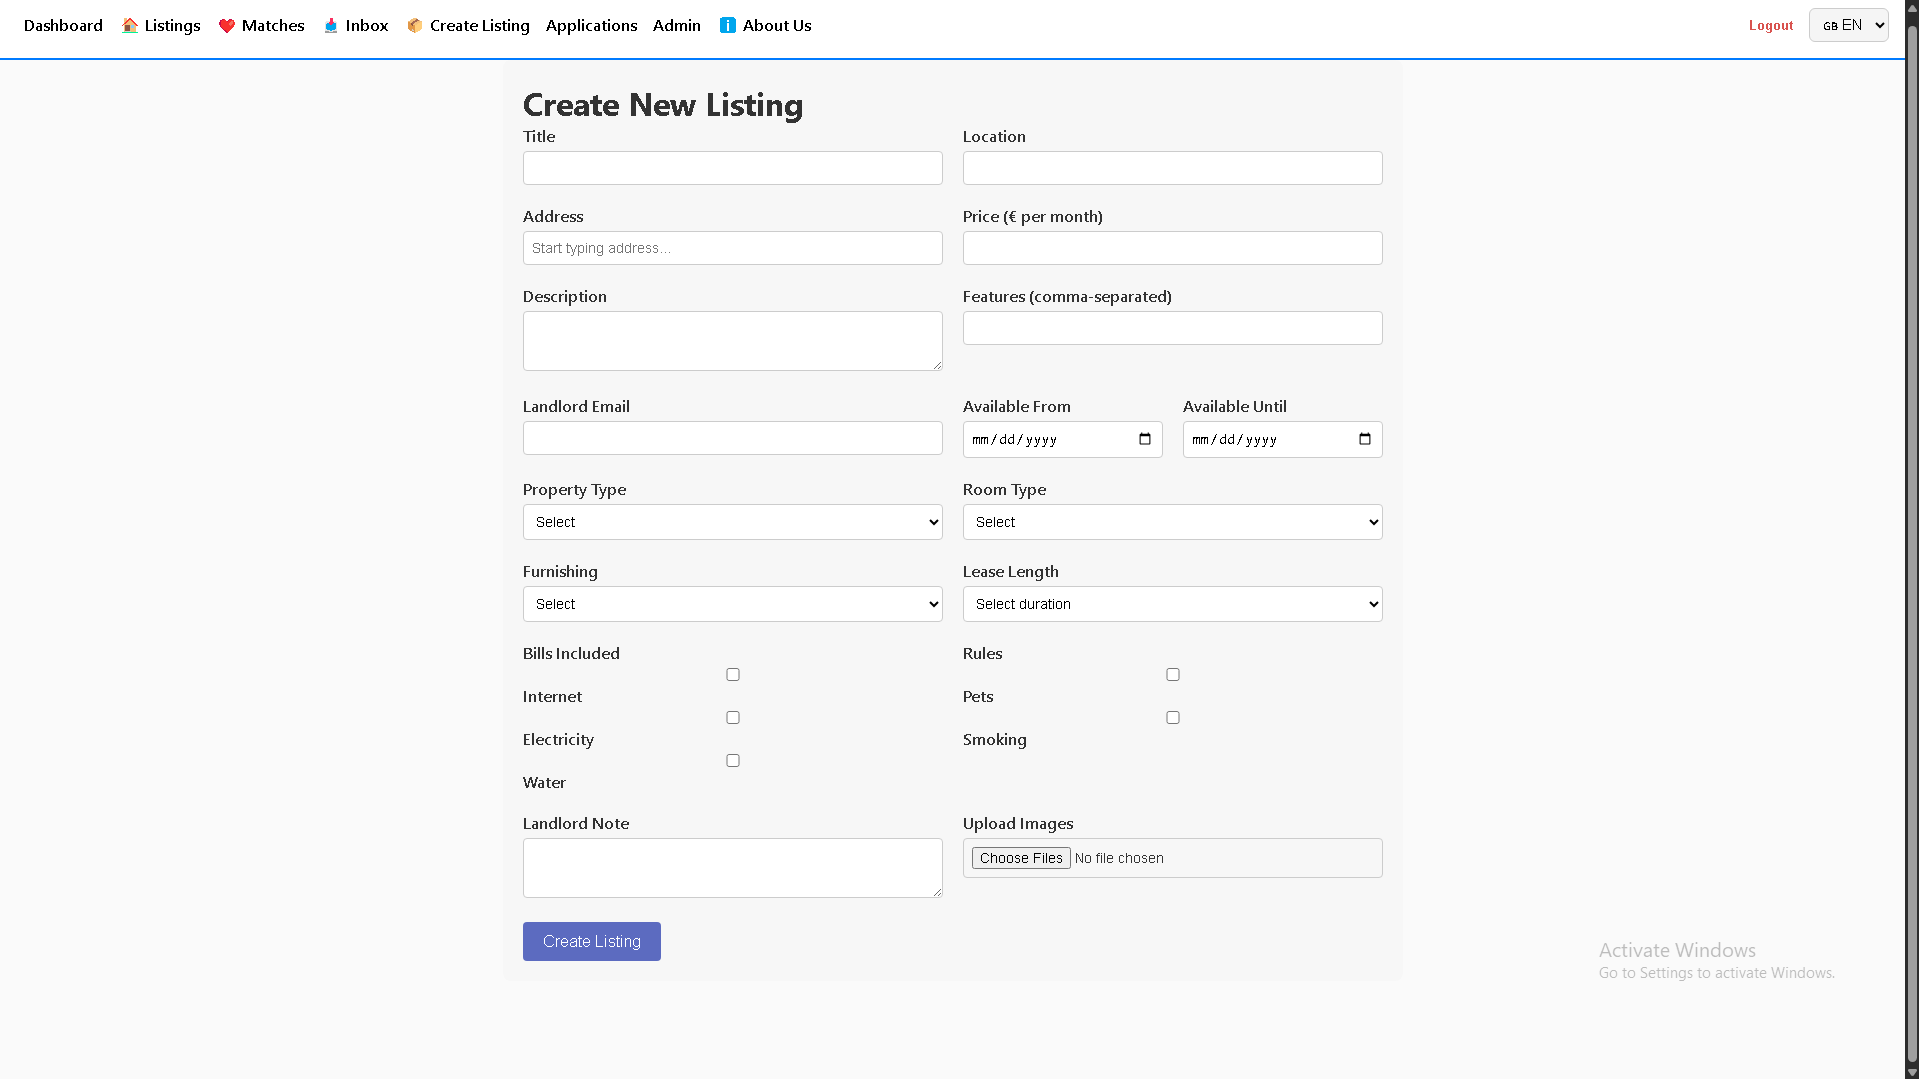 Dashboard Listings Matches Inbox Create Listing Applications Admin About Us Logout GB EN
Create New Listing
Title Location
Address Price (€ per month)
Start typing address...
Description Features (comma-separated)
Landlord Email Available From Available Until
mm/dd/yyyy mm/dd/yyyy
Property Type Room Type
Select Select
Furnishing Lease Length
Select Select duration
Bills Included Rules
Internet Pets
Electricity Smoking
Water
Landlord Note Upload Images
Choose Files No file chosen
Create Listing
Activate Windows
Go to Settings to activate Windows.